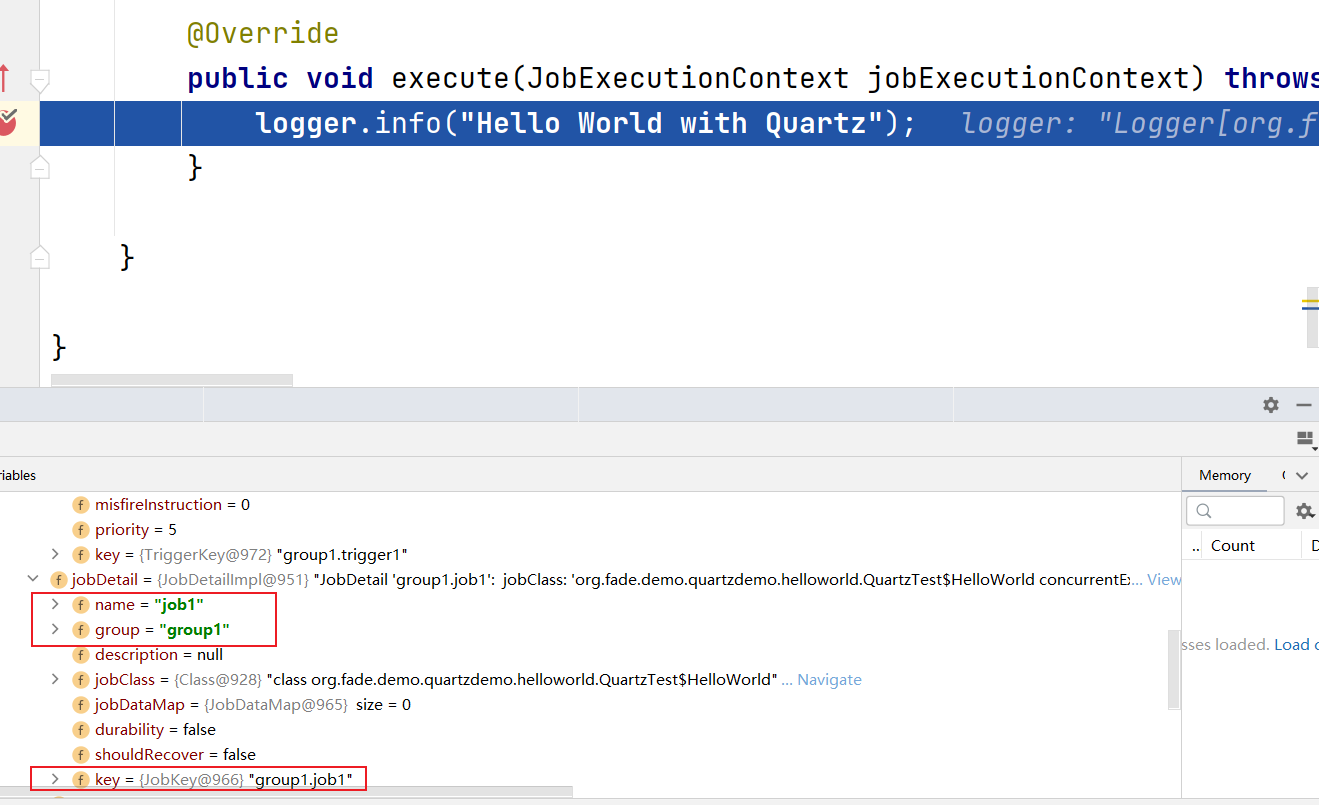 @Override
public void execute(JobExecutionContext jobExecutionContext) throws
logger.info("Hello World with Quartz"); logger: "Logger[org.f
}
}
}
riables
Memory
misfireInstruction = 0
priority = 5
key = {TriggerKey@972} "group1.trigger1"
.. Count D
jobDetail = {JobDetailImpl@951} "JobDetail 'group1.job1': jobClass: 'org.fade.demo.quartzdemo.helloworld.QuartzTest$HelloWorld concurrentEx... View
name = "job1"
group = "group1"
sses loaded. Load
description = null
jobClass = {Class@928} "class org.fade.demo.quartzdemo.helloworld.QuartzTest$HelloWorld" ... Navigate
jobDataMap = {JobDataMap@965} size = 0
durability = false
shouldRecover = false
key = {JobKey@966} "group1.job1"